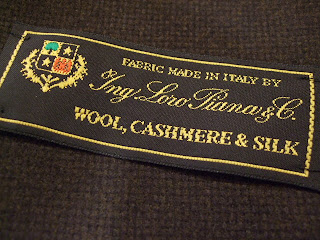 FABRIC MADE IN ITALY BY
Ing. Loro Piana & C.
WOOL, CASHMERE & SILK